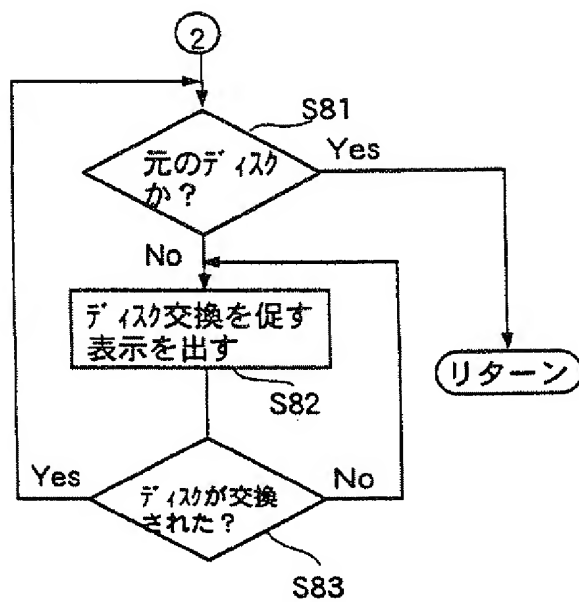 2
S81
元のディスク
か？
Yes
No
ディスク交換を促す
表示を出す
S82
リターン
Yes
ディスクが交換
された？
No
S83